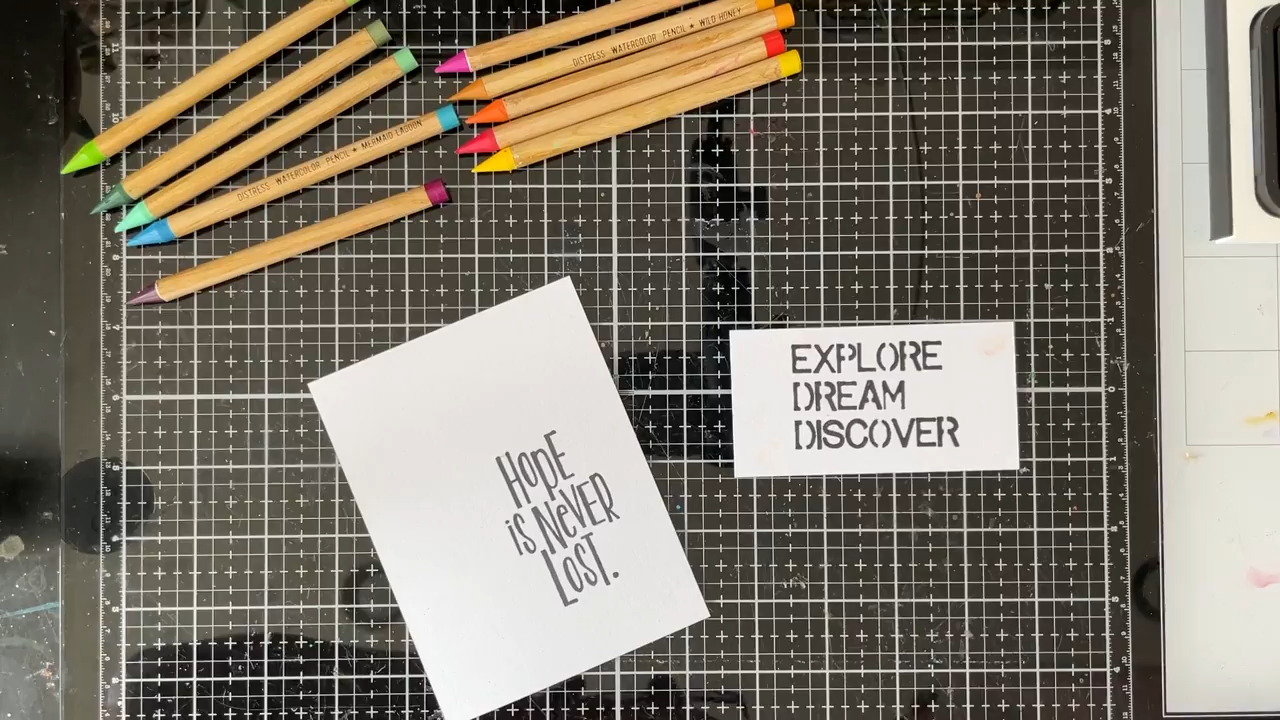 DISTRESS WATERCOLOR PENCIL ★ WILD HONEY
DISTRESS WATERCOLOR PENCIL ★ MERMAID LAGOON
EXPLORE
DREAM
DISCOVER
HOPE
iS NeVER
LOST.